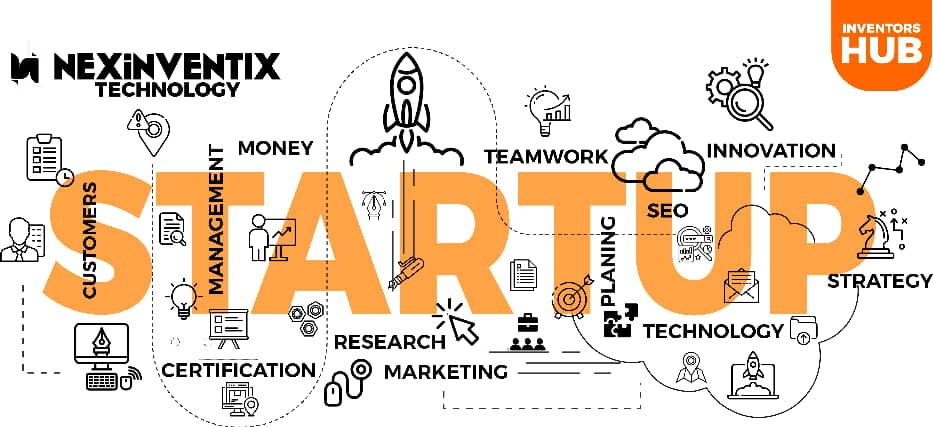 INVENTORS
HUB
NEXiNVENTIX
TECHNOLOGY
MONEY
TEAMWORK
INNOVATION
CUSTOMERS
MANAGEMENT
STARTUP
SEO
PLANING
STRATEGY
TECHNOLOGY
RESEARCH
CERTIFICATION
MARKETING